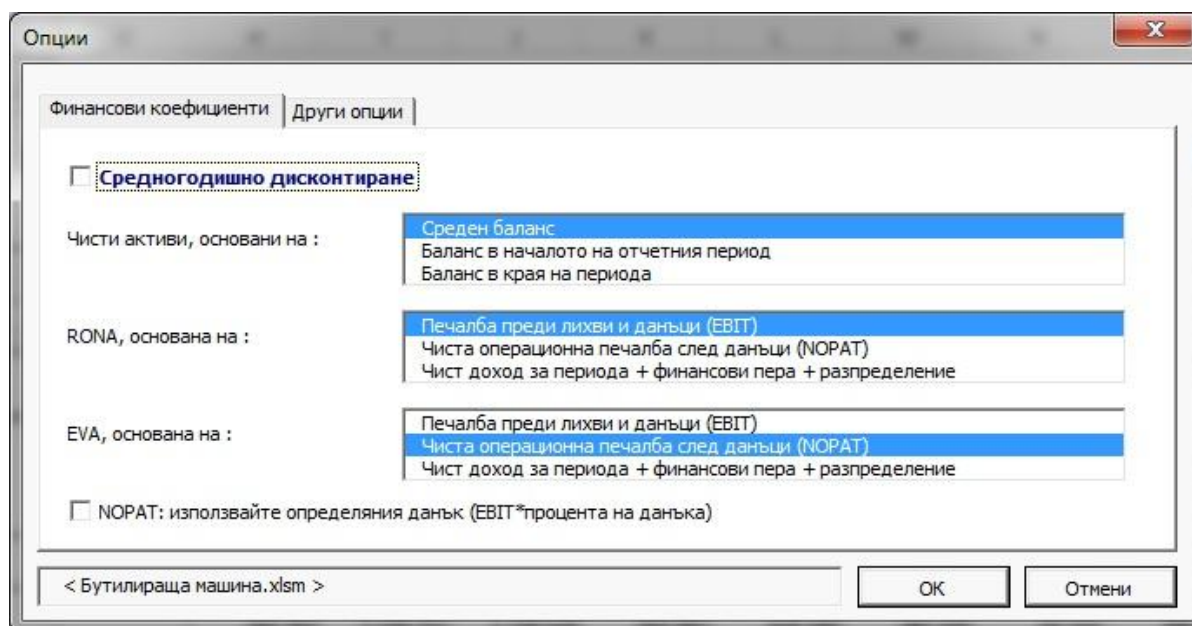 Опции
Финансови коефициенти
Други опции
Средногодишно дисконтиране
Чисти активи, основани на :
Среден баланс
Баланс в началото на отчетния период
Баланс в края на периода
RONA, основана на :
Печалба преди лихви и данъци (EBIT)
Чиста операционна печалба след данъци (NOPAT)
Чист доход за периода + финансови пера + разпределение
EVA, основана на :
Печалба преди лихви и данъци (EBIT)
Чиста операционна печалба след данъци (NOPAT)
Чист доход за периода + финансови пера + разпределение
NOPAT: използвайте определяния данък (EBIT*процента на данъка)
< Бутилираща машина.xlsm >
OK
Отмени